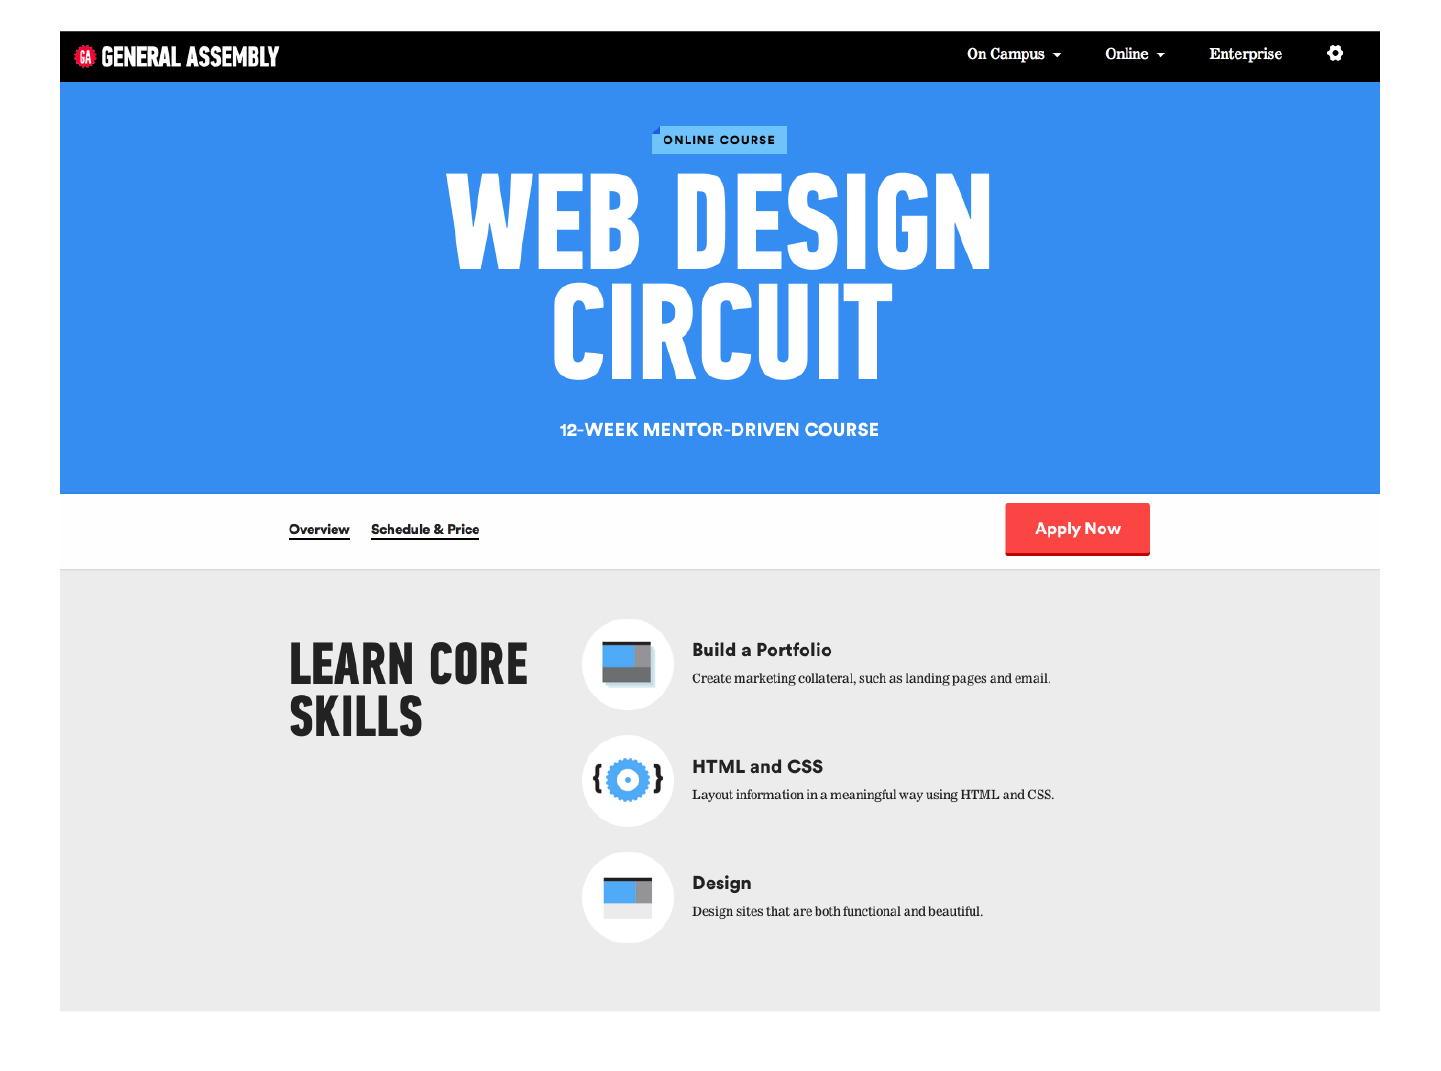 GA GENERAL ASSEMBLY
On Campus
Online
Enterprise
ONLINE COURSE
WEB DESIGN
CIRCUIT
12-WEEK MENTOR-DRIVEN COURSE
Overview
Schedule & Price
Apply Now
LEARN CORE
SKILLS
Build a Portfolio
Create marketing collateral, such as landing pages and email.
{ }
HTML and CSS
Layout information in a meaningful way using HTML and CSS.
Design
Design sites that are both functional and beautiful.